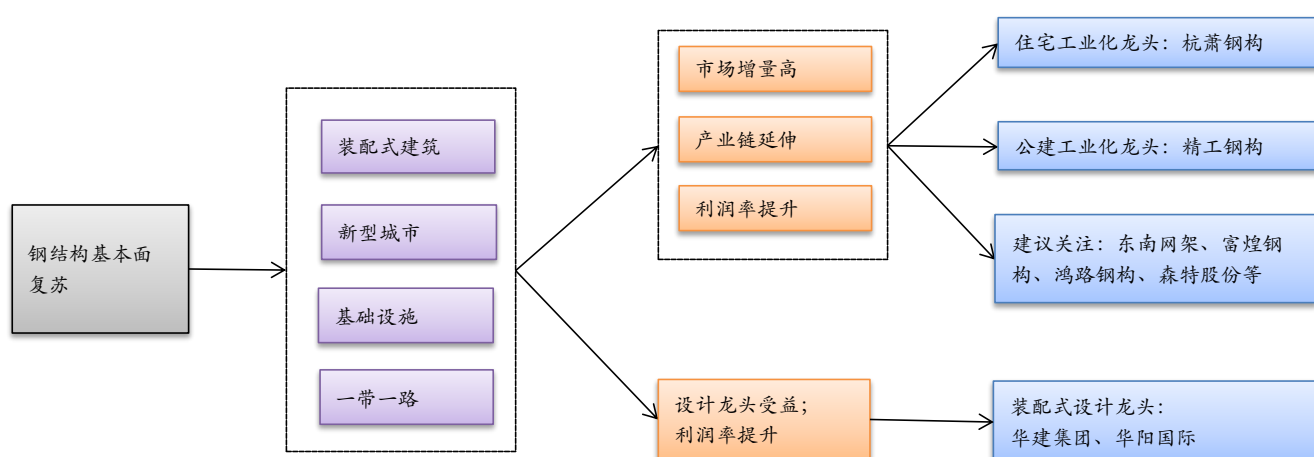 钢结构基本面
复苏
装配式建筑
新型城市
基础设施
一带一路
市场增量高
产业链延伸
利润率提升
设计龙头受益；
利润率提升
住宅工业化龙头：杭萧钢构
公建工业化龙头：精工钢构
建议关注：东南网架、富煌钢
构、鸿路钢构、森特股份等
装配式设计龙头：
华建集团、华阳国际